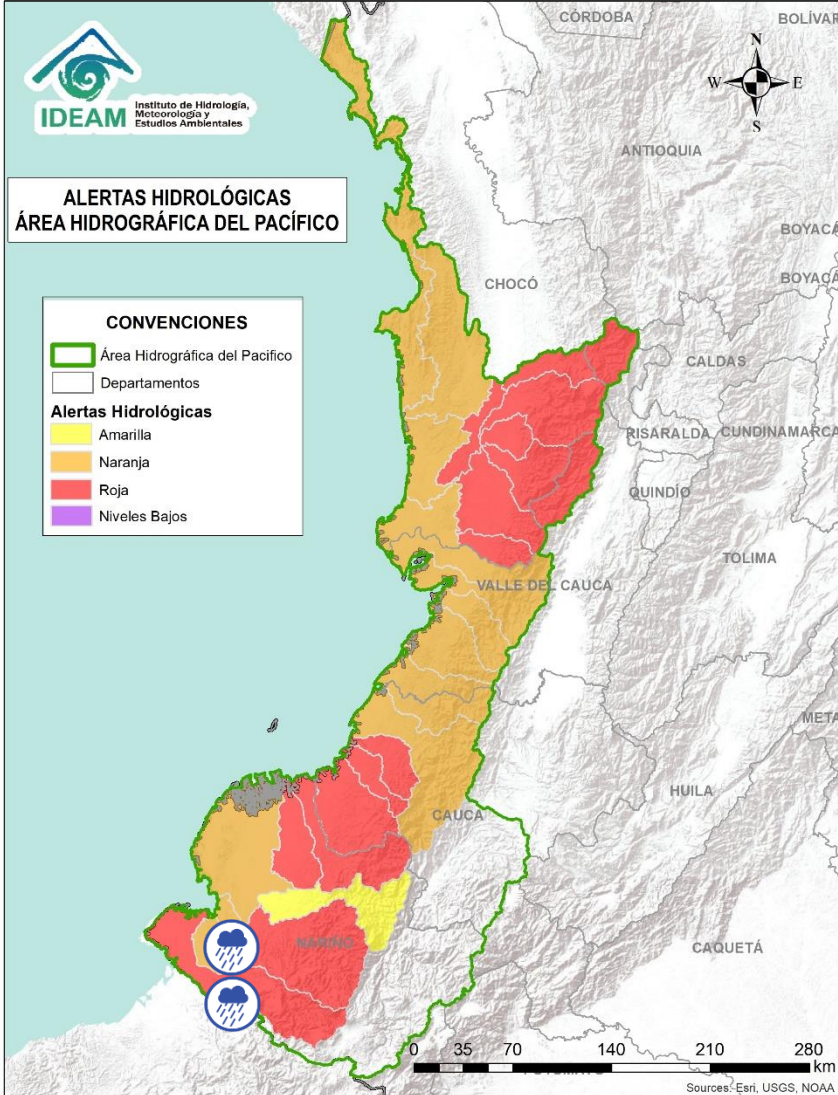 CÓRDOBA
BOLÍVAR
IDEAM
Instituto de Hidrología,
Meteorología y
Estudios Ambientales
N
W
E
S
ANTIOQUIA
ALERTAS HIDROLÓGICAS
ÁREA HIDROGRÁFICA DEL PACÍFICO
BOYACÁ
BOYACÁ
CHOCÓ
CONVENCIONES
Área Hidrográfica del Pacifico
Departamentos
Alertas Hidrológicas
Amarilla
Naranja
Roja
Niveles Bajos
CALDAS
RISARALDA
CUNDINAMARCA
QUINDÍO
TOLIMA
VALLE DEL CAUCA
META
HUILA
CAUCA
NARIÑO
CAQUETÁ
0 35 70 140 210 280
km
Sources: Esri, USGS, NOAA